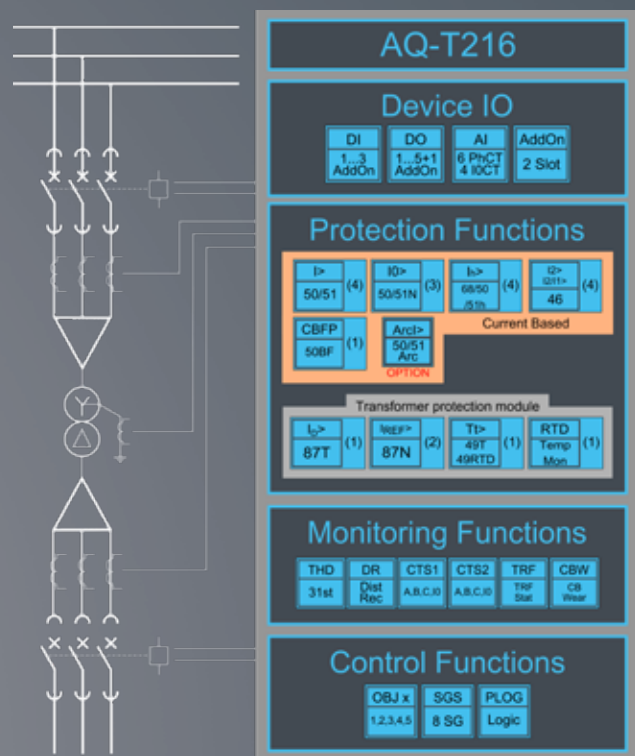 AQ-T216
Device IO
DI
1...3
AddOn
DO
1...5+1
AddOn
AI
6 PhCT
4 I0CT
AddOn
2 Slot
Protection Functions
I>
50/51
(4)
I0>
50/51N
(3)
Ih>
68/50
/51h
(4)
I2>
I2/I1>
46
(4)
CBFP
50BF
(1)
ArcI>
50/51
Arc
OPTION
Current Based
Transformer protection module
ID>
87T
(1)
IREF>
87N
(2)
Tt>
49T
49RTD
(1)
RTD
Temp
Mon
(1)
Monitoring Functions
THD
31st
DR
Dist
Rec
CTS1
A,B,C,I0
CTS2
A,B,C,I0
TRF
TRF
Stat
CBW
CB
Wear
Control Functions
OBJ x
1,2,3,4,5
SGS
8 SG
PLOG
Logic
Y